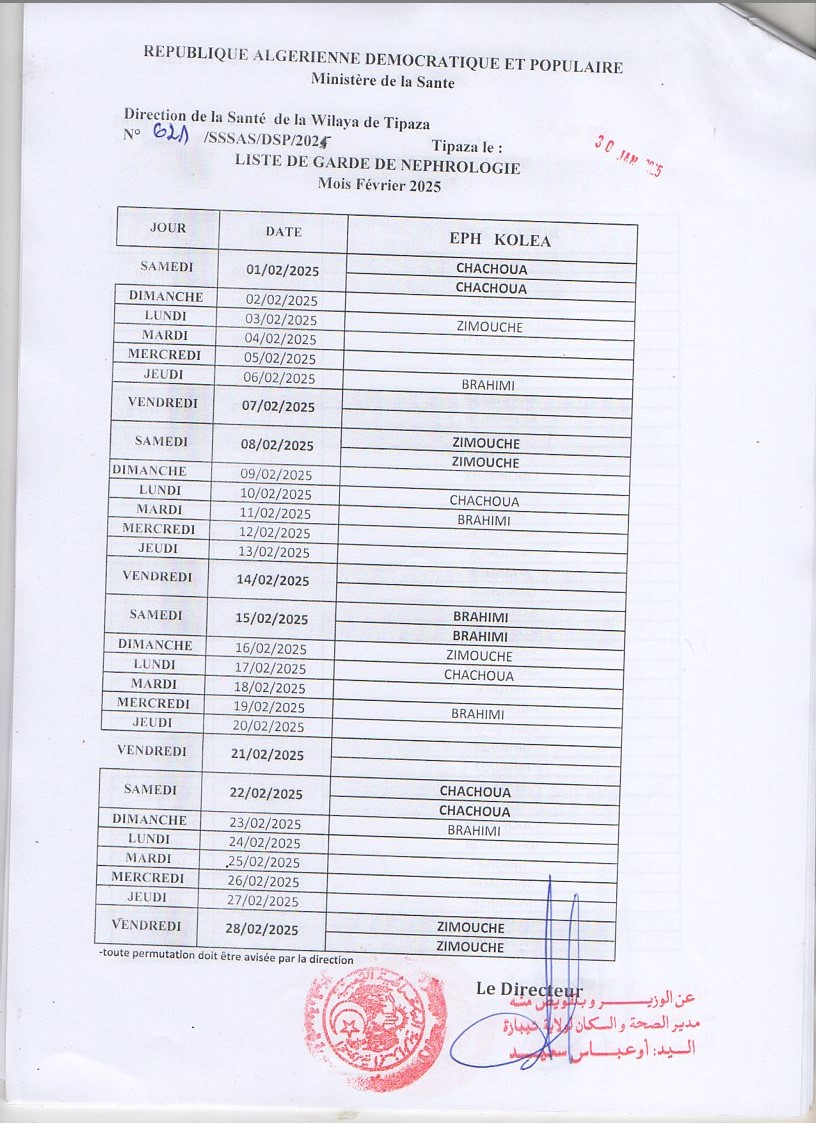 REPUBLIQUE ALGERIENNE DEMOCRATIQUE ET POPULAIRE
Ministère de la Sante
Direction de la Santé de la Wilaya de Tipaza
N° 621 /SSSAS/DSP/2025 Tipaza le : 30 JAN 2025
LISTE DE GARDE DE NEPHROLOGIE
Mois Février 2025
JOUR DATE EPH KOLEA
SAMEDI 01/02/2025 CHACHOUA
CHACHOUA
DIMANCHE 02/02/2025
LUNDI 03/02/2025 ZIMOUCHE
MARDI 04/02/2025
MERCREDI 05/02/2025
JEUDI 06/02/2025 BRAHIMI
VENDREDI 07/02/2025
SAMEDI 08/02/2025 ZIMOUCHE
ZIMOUCHE
DIMANCHE 09/02/2025
LUNDI 10/02/2025 CHACHOUA
MARDI 11/02/2025 BRAHIMI
MERCREDI 12/02/2025
JEUDI 13/02/2025
VENDREDI 14/02/2025
SAMEDI 15/02/2025 BRAHIMI
BRAHIMI
DIMANCHE 16/02/2025 ZIMOUCHE
LUNDI 17/02/2025 CHACHOUA
MARDI 18/02/2025
MERCREDI 19/02/2025 BRAHIMI
JEUDI 20/02/2025
VENDREDI 21/02/2025
SAMEDI 22/02/2025 CHACHOUA
CHACHOUA
DIMANCHE 23/02/2025 BRAHIMI
LUNDI 24/02/2025
MARDI 25/02/2025
MERCREDI 26/02/2025
JEUDI 27/02/2025
VENDREDI 28/02/2025 ZIMOUCHE
ZIMOUCHE
-toute permutation doit être avisée par la direction
Le Directeur
عن الوزير و بتفويض منه
مدير الصحة والسكان لولاية تيبازة
السيد: أوعباس سعيد